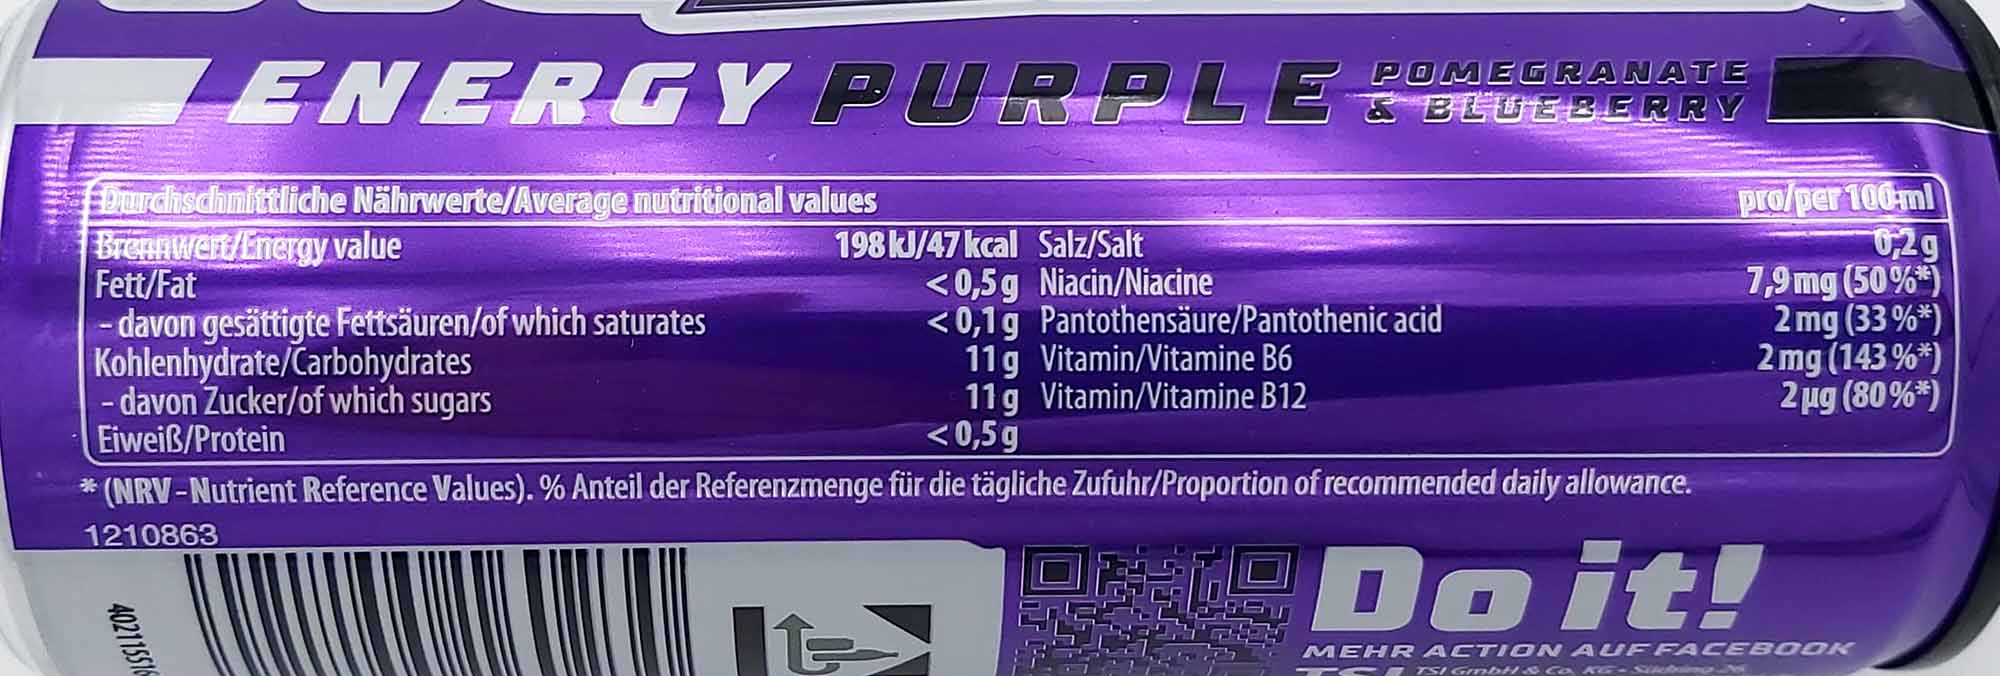 ENERGY PURPLE POMEGRANATE
& BLUEBERRY
Durchschnittliche Nährwerte/Average nutritional values pro/per 100 ml
Brennwert/Energy value 198 kJ/47 kcal
Fett/Fat < 0,5 g
- davon gesättigte Fettsäuren/of which saturates < 0,1 g
Kohlenhydrate/Carbohydrates 11 g
- davon Zucker/of which sugars 11 g
Eiweiß/Protein < 0,5 g
Salz/Salt 0,2 g
Niacin/Niacine 7,9 mg (50 %*)
Pantothensäure/Pantothenic acid 2 mg (33 %*)
Vitamin/Vitamine B6 2 mg (143 %*)
Vitamin/Vitamine B12 2 µg (80 %*)
* (NRV - Nutrient Reference Values). % Anteil der Referenzmenge für die tägliche Zufuhr/Proportion of recommended daily allowance.
1210863
Do it!
MEHR ACTION AUF FACEBOOK
TSI GmbH & Co. KG